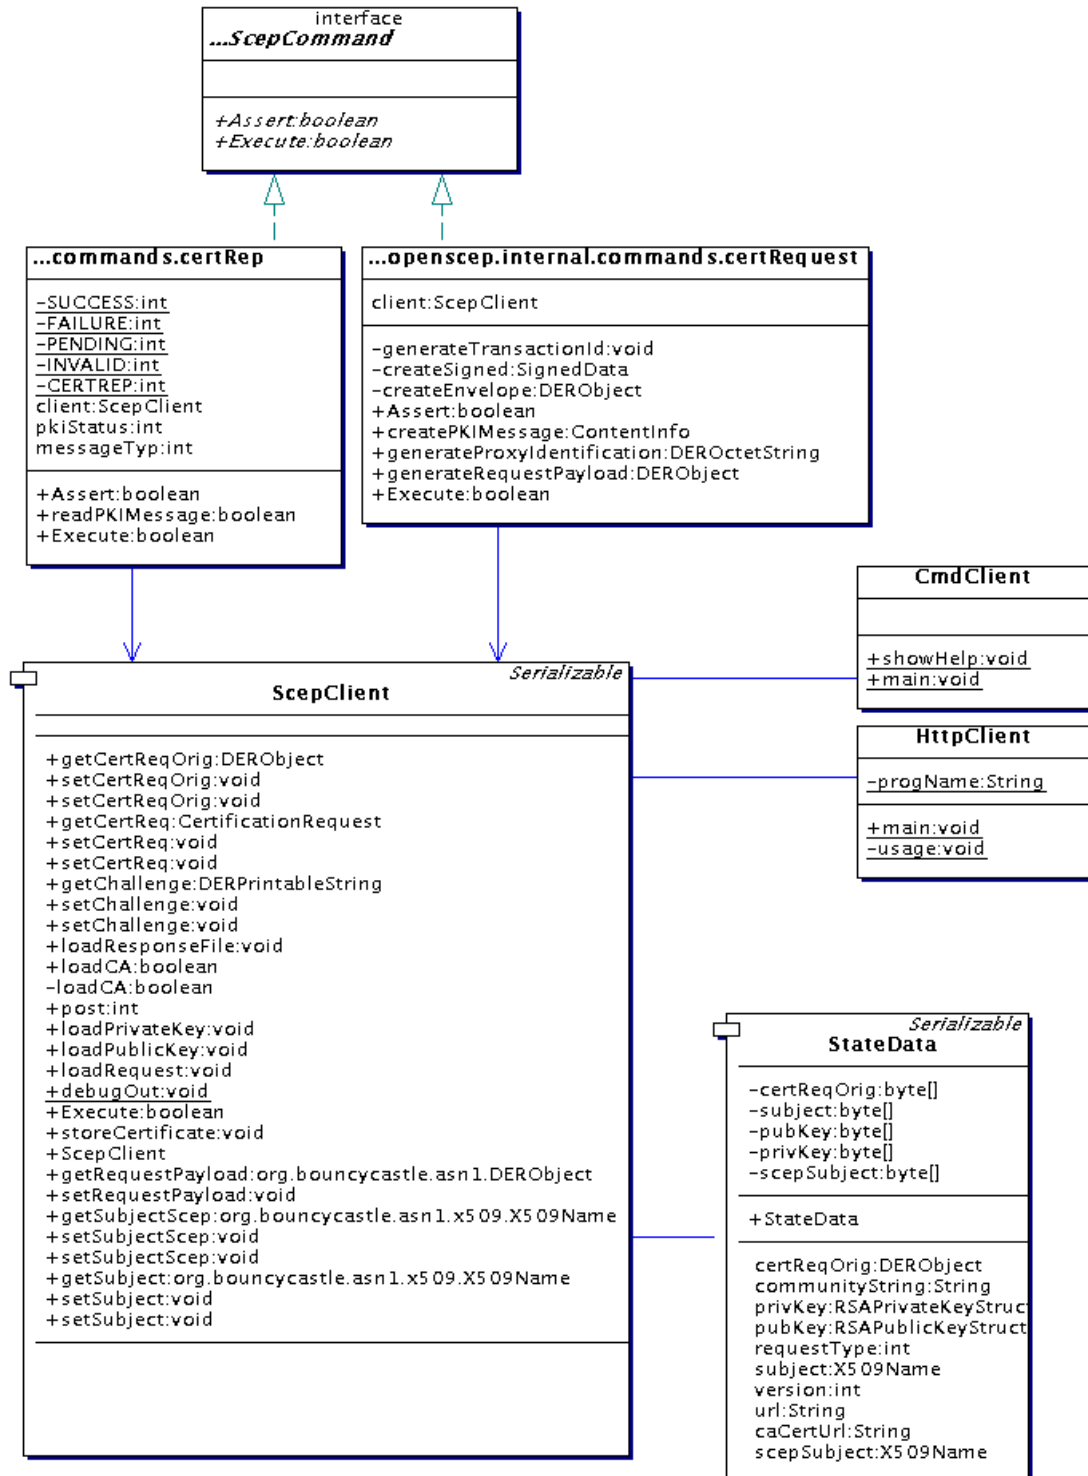 interface
...ScepCommand
+Assert:boolean
+Execute:boolean
...commands.certRep
-SUCCESS:int
-FAILURE:int
-PENDING:int
-INVALID:int
-CERTREP:int
client:ScepClient
pkiStatus:int
messageTyp:int
+Assert:boolean
+readPKIMessage:boolean
+Execute:boolean
...openscep.internal.commands.certRequest
client:ScepClient
-generateTransactionId:void
-createSigned:SignedData
-createEnvelope:DERObject
+Assert:boolean
+createPKIMessage:ContentInfo
+generateProxyIdentification:DEROctetString
+generateRequestPayload:DERObject
+Execute:boolean
CmdClient
+showHelp:void
+main:void
HttpClient
-progName:String
+main:void
-usage:void
Serializable
ScepClient
+getCertReqOrig:DERObject
+setCertReqOrig:void
+setCertReqOrig:void
+getCertReq:CertificationRequest
+setCertReq:void
+setCertReq:void
+getChallenge:DERPrintableString
+setChallenge:void
+setChallenge:void
+loadResponseFile:void
+loadCA:boolean
-loadCA:boolean
+post:int
+loadPrivateKey:void
+loadPublicKey:void
+loadRequest:void
+debugOut:void
+Execute:boolean
+storeCertificate:void
+ScepClient
+getRequestPayload:org.bouncycastle.asn1.DERObject
+setRequestPayload:void
+getSubjectScep:org.bouncycastle.asn1.x509.X509Name
+setSubjectScep:void
+setSubjectScep:void
+getSubject:org.bouncycastle.asn1.x509.X509Name
+setSubject:void
+setSubject:void
Serializable
StateData
-certReqOrig:byte[]
-subject:byte[]
-pubKey:byte[]
-privKey:byte[]
-scepSubject:byte[]
+StateData
certReqOrig:DERObject
communityString:String
privKey:RSAPrivateKeyStruct
pubKey:RSAPublicKeyStruct
requestType:int
subject:X509Name
version:int
url:String
caCertUrl:String
scepSubject:X509Name